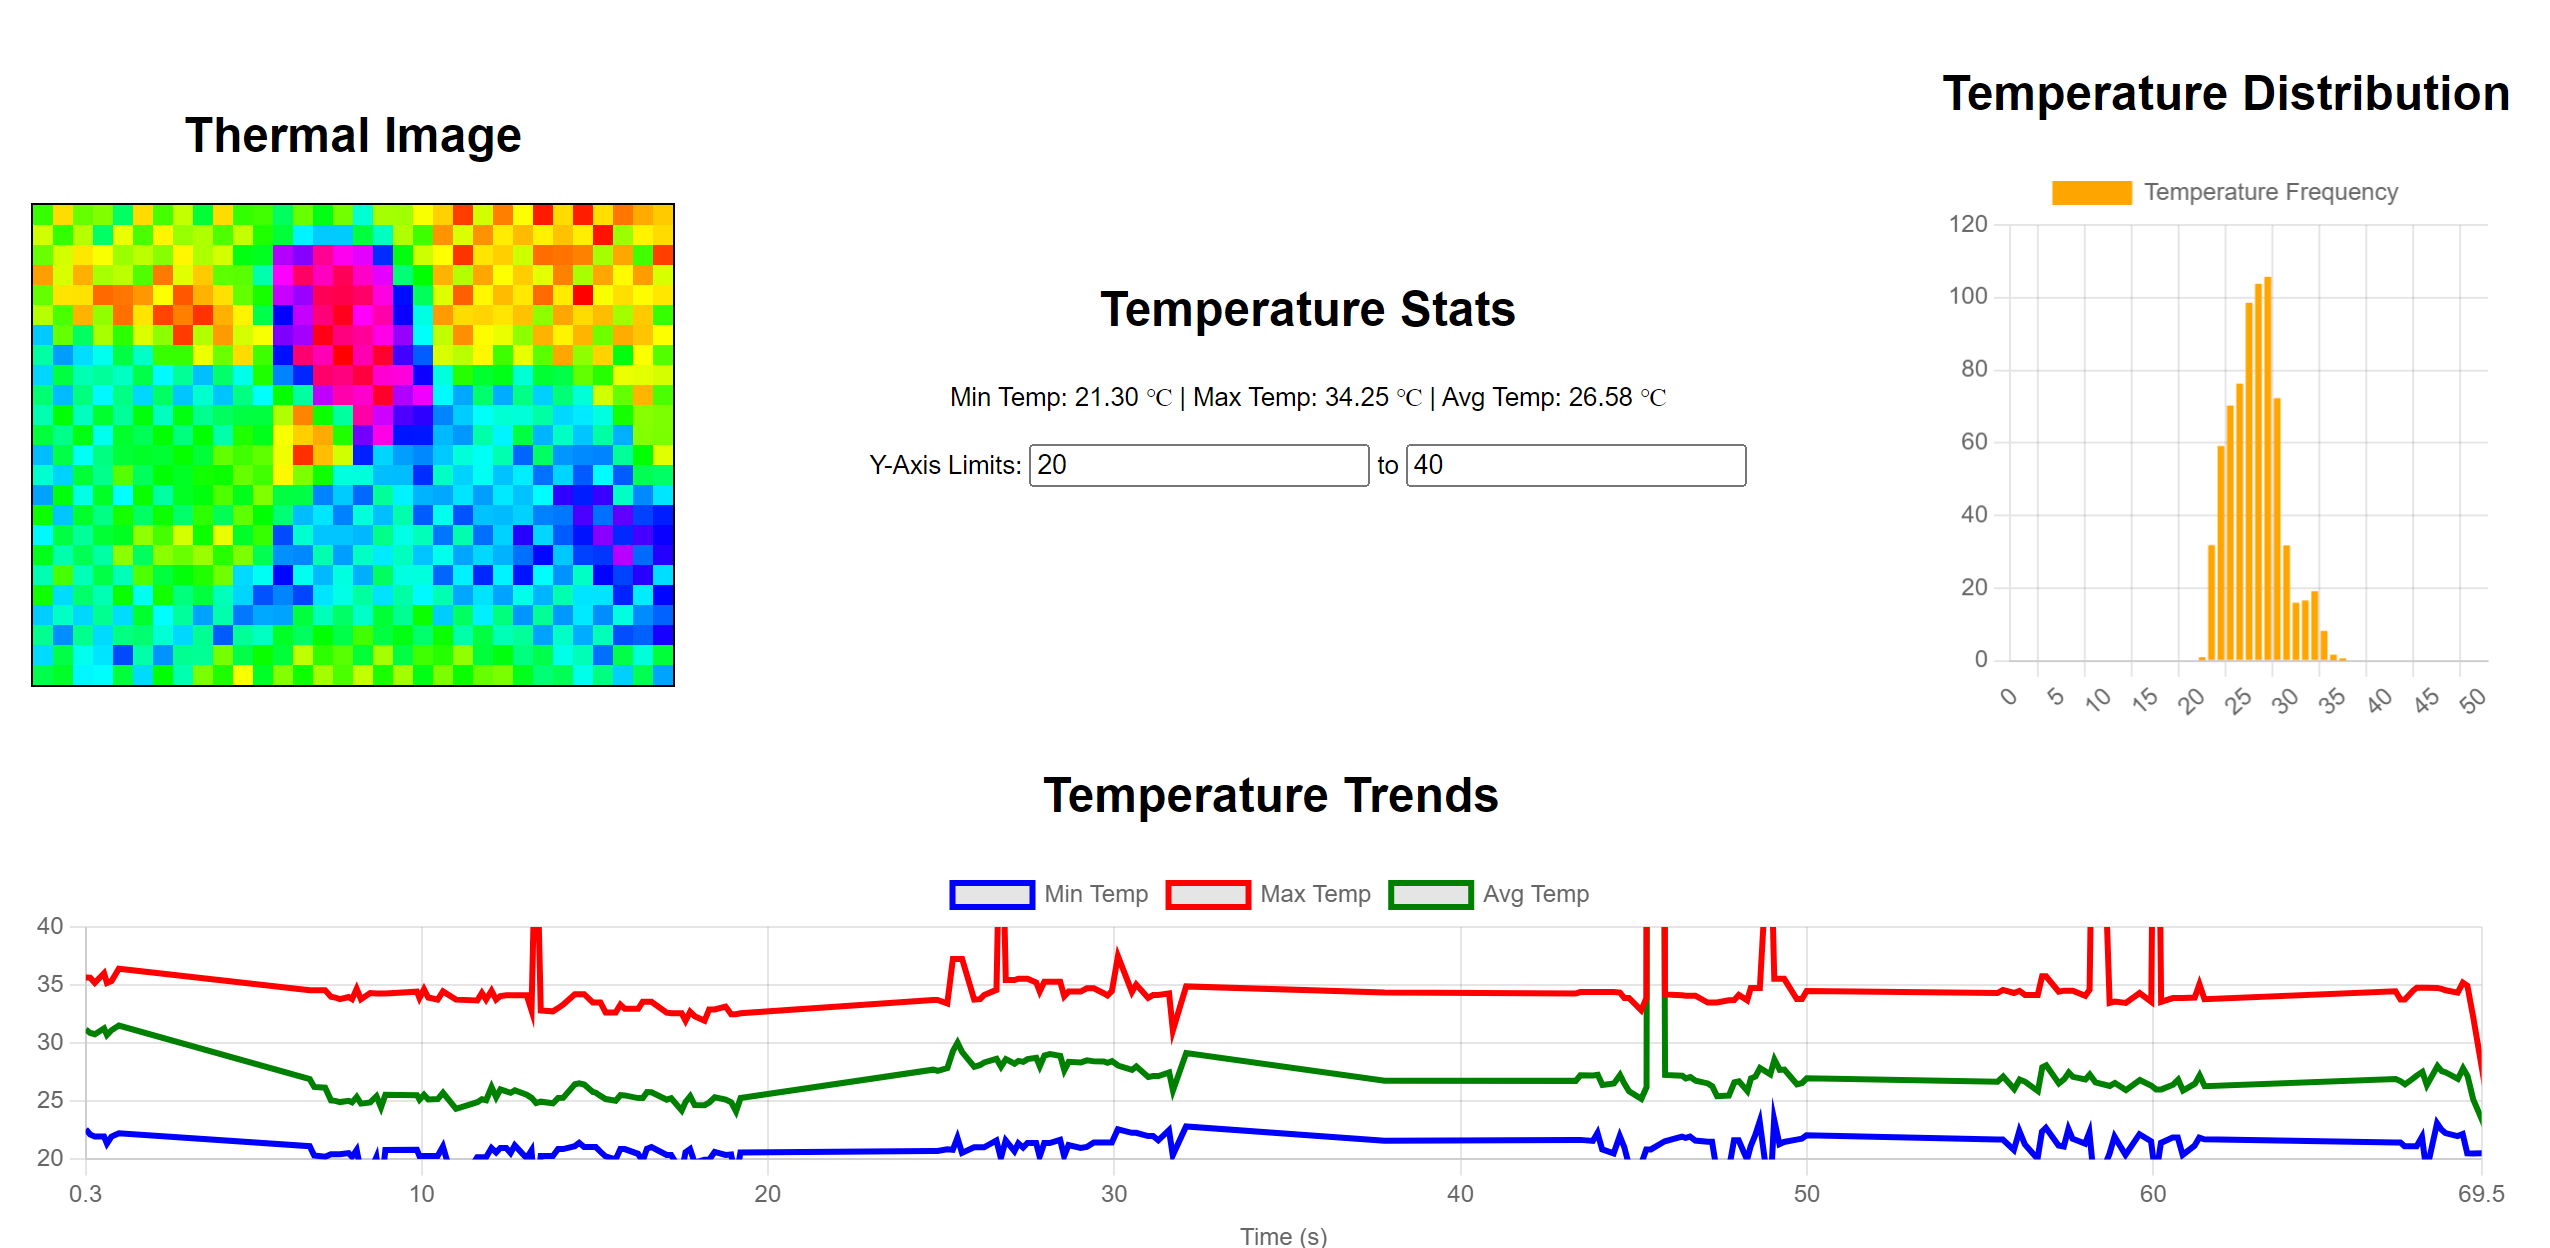 Thermal Image
Temperature Stats
Min Temp: 21.30 ℃ | Max Temp: 34.25 ℃ | Avg Temp: 26.58 ℃
Y-Axis Limits: 20 to 40
Temperature Distribution
Temperature Frequency
120
100
80
60
40
20
0
0 5 10 15 20 25 30 35 40 45 50
Temperature Trends
Min Temp Max Temp Avg Temp
40
35
30
25
20
0.3 10 20 30 40 50 60 69.5
Time (s)